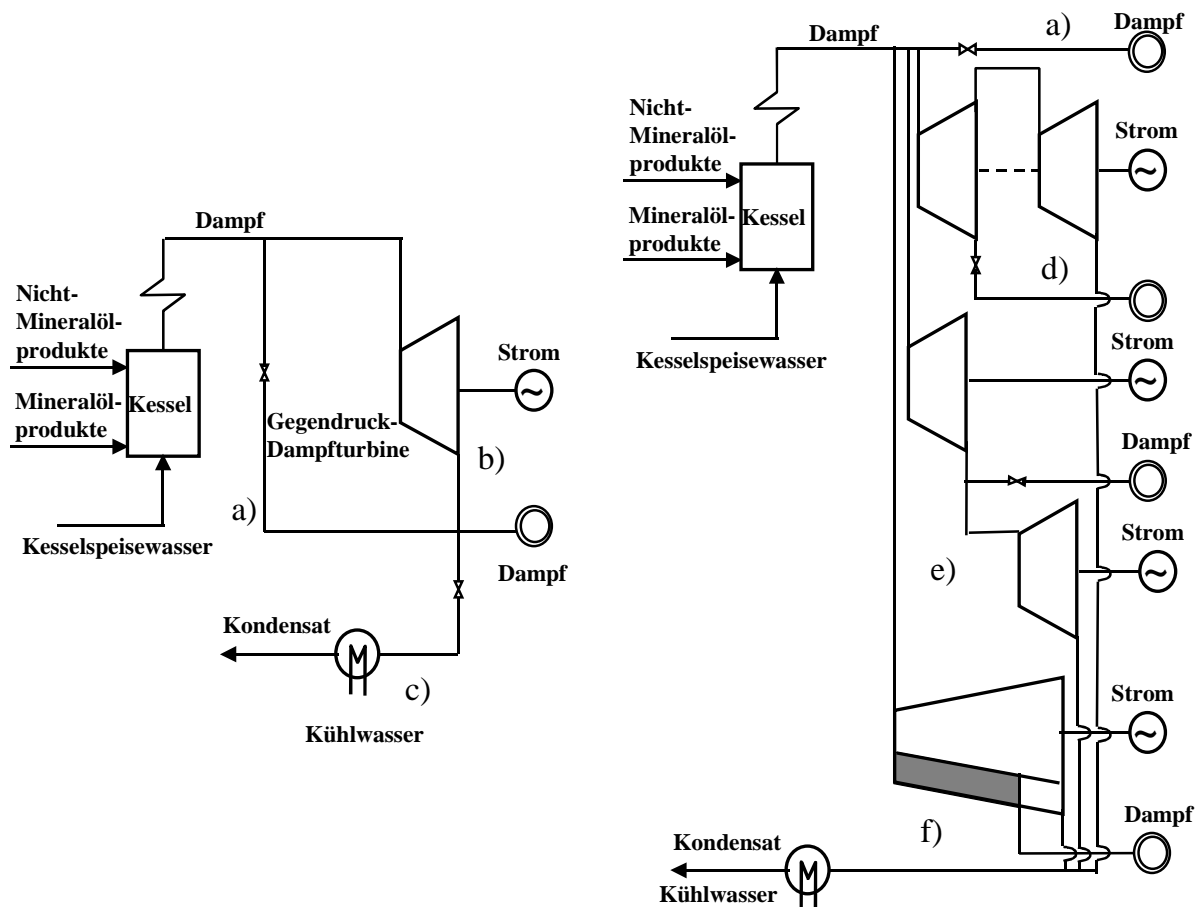 Dampf
Nicht-
Mineralöl-
produkte
Mineralöl-
produkte
Kessel
Kesselspeisewasser
a)
Gegendruck-
Dampfturbine
b)
Strom
~
Dampf
Kondensat
c)
Kühlwasser
Dampf
a)
Dampf
Nicht-
Mineralöl-
produkte
Mineralöl-
produkte
Kessel
Kesselspeisewasser
Strom
~
d)
Strom
~
Dampf
e)
Strom
~
Strom
~
f)
Dampf
Kondensat
Kühlwasser